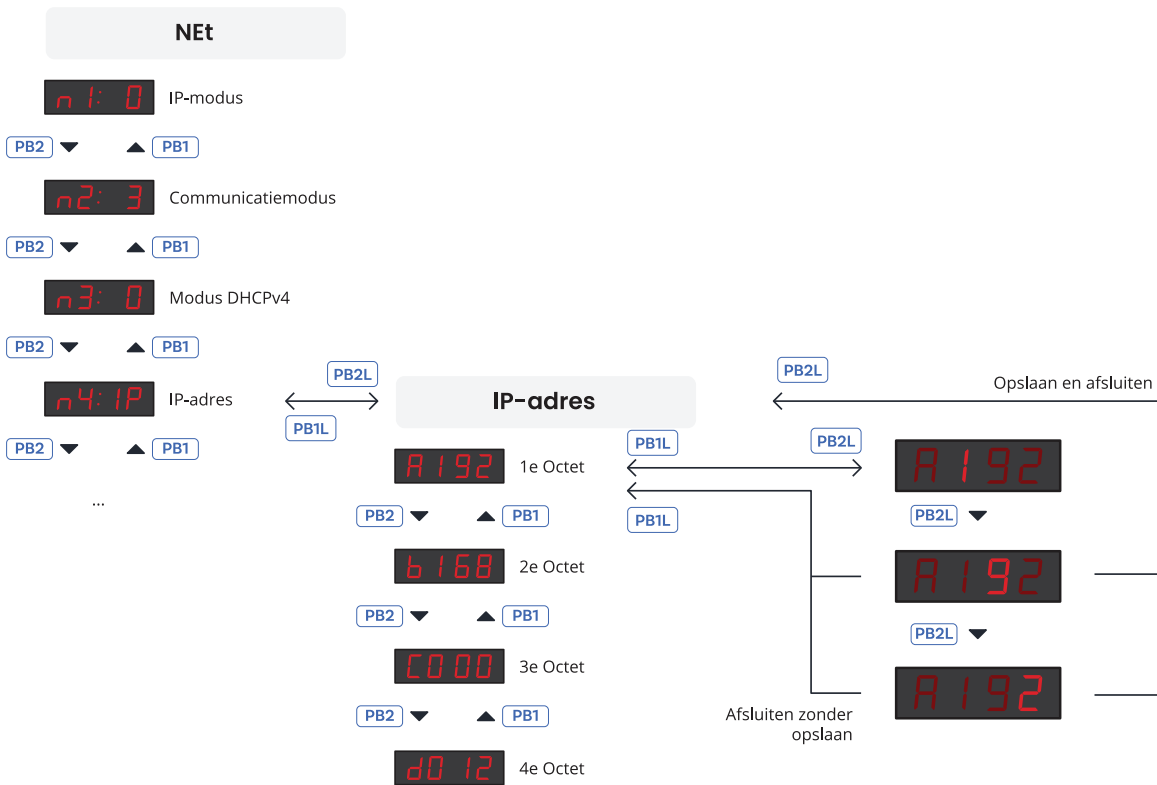 NEt
n1: 0 IP-modus
PB2 PB1
n2: 3 Communicatiemodus
PB2 PB1
n3: 0 Modus DHCPv4
PB2 PB1
n4:IP IP-adres
PB2 PB1
...
PB2L
PB1L
IP-adres
PB2L
Opslaan en afsluiten
A192 1e Octet
PB1L PB2L
A192
PB2 PB1
PB1L
PB2L
b168 2e Octet
A192
PB2 PB1
PB2L
C000 3e Octet
A192
PB2 PB1
Afsluiten zonder
opslaan
d012 4e Octet